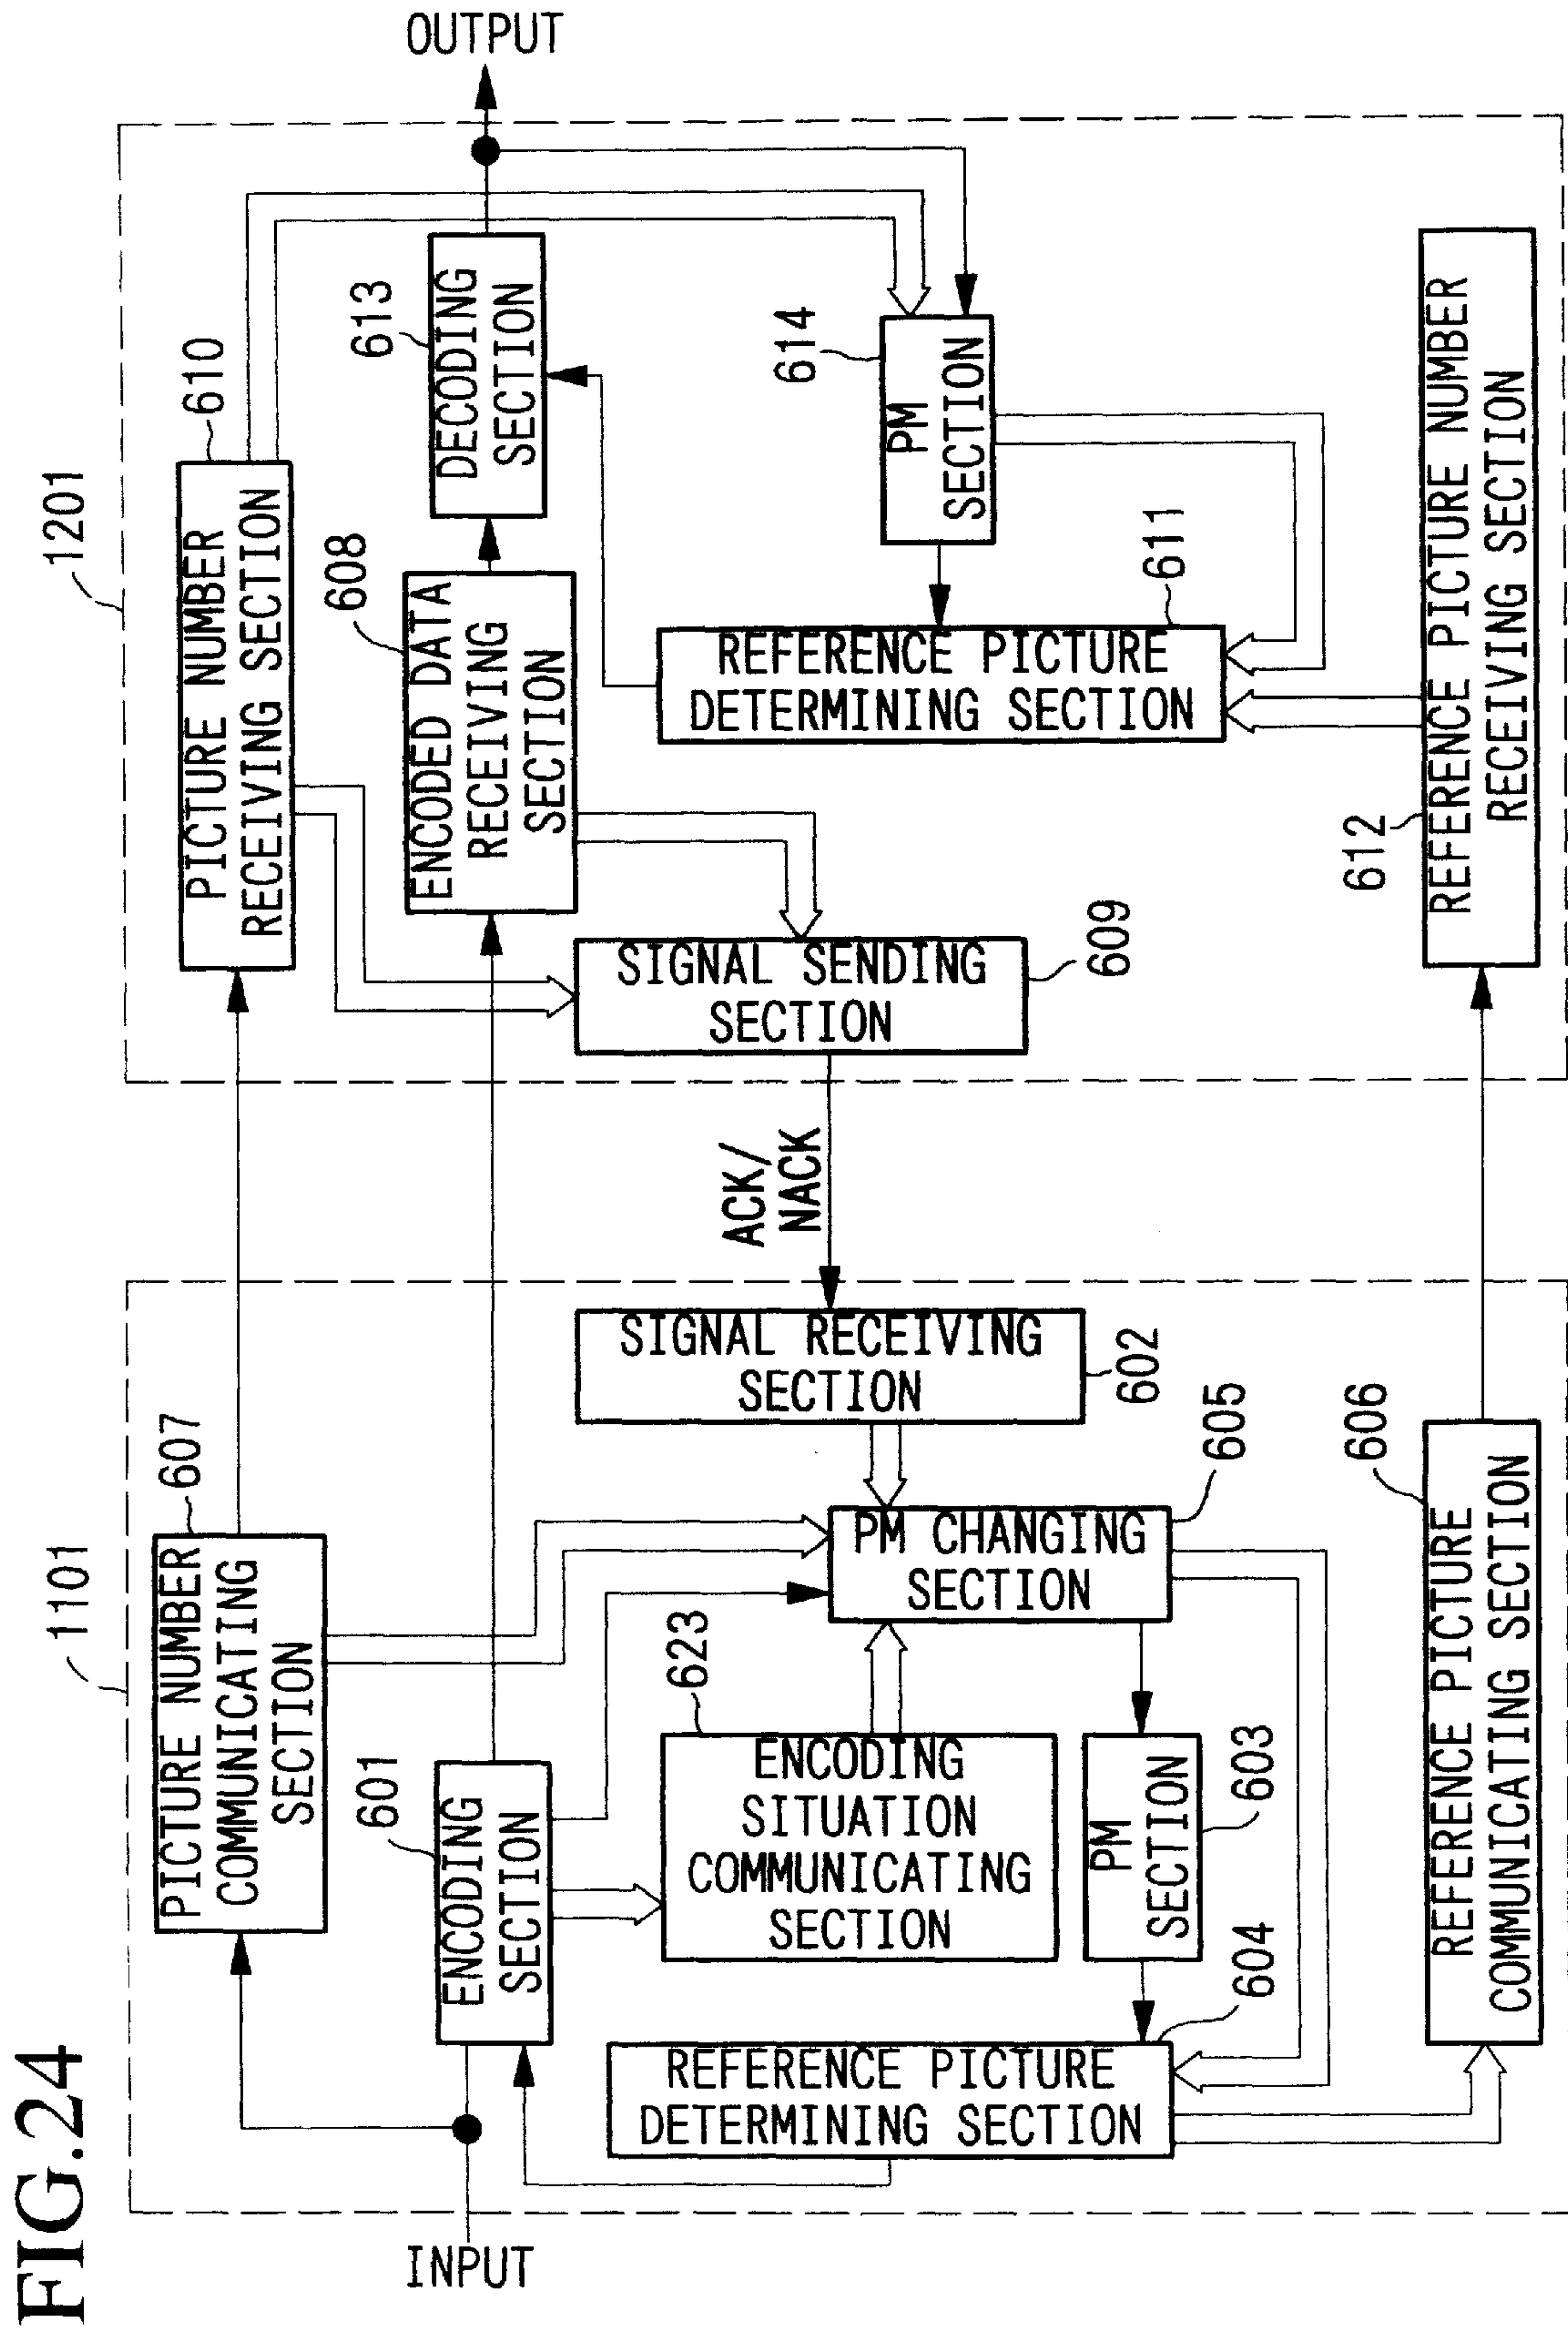 FIG.24
1101
1201
PICTURE NUMBER
COMMUNICATING
SECTION
607
PICTURE NUMBER
RECEIVING SECTION
610
INPUT
ENCODING
SECTION
601
ENCODED DATA
RECEIVING
SECTION
608
DECODING
SECTION
613
OUTPUT
ENCODING
SITUATION
COMMUNICATING
SECTION
623
SIGNAL RECEIVING
SECTION
602
ACK/
NACK
SIGNAL SENDING
SECTION
609
REFERENCE PICTURE
DETERMINING SECTION
604
PM
SECTION
603
PM CHANGING
SECTION
605
REFERENCE PICTURE
DETERMINING SECTION
611
PM
SECTION
614
REFERENCE PICTURE
COMMUNICATING SECTION
606
REFERENCE PICTURE NUMBER
RECEIVING SECTION
612